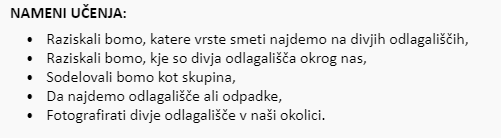 NAMENI UČENJA:
• Raziskali bomo, katere vrste smeti najdemo na divjih odlagališčih,
• Raziskali bomo, kje so divja odlagališča okrog nas,
• Sodelovali bomo kot skupina,
• Da najdemo odlagališče ali odpadke,
• Fotografirati divje odlagališče v naši okolici.